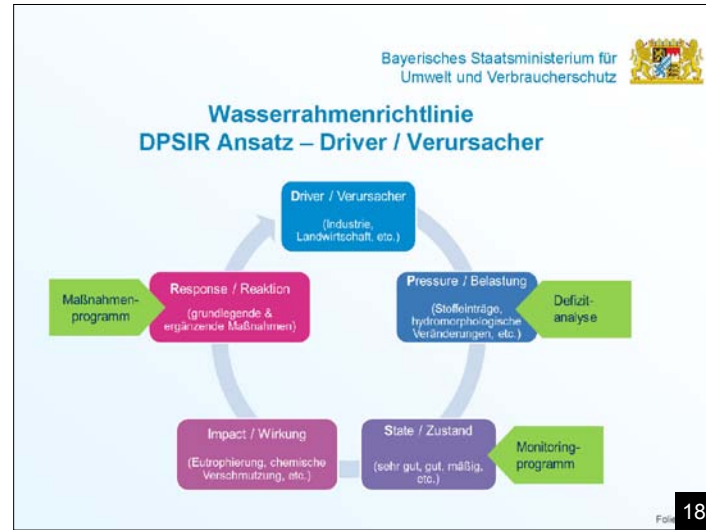 Bayerisches Staatsministerium für
Umwelt und Verbraucherschutz
Wasserrahmenrichtlinie
DPSIR Ansatz – Driver / Verursacher
Driver / Verursacher
(Industrie,
Landwirtschaft, etc.)
Pressure / Belastung
(Stoffeinträge,
hydromorphologische
Veränderungen, etc.)
Defizit-
analyse
State / Zustand
(sehr gut, gut, mäßig,
etc.)
Monitoring-
programm
Impact / Wirkung
(Eutrophierung, chemische
Verschmutzung, etc.)
Response / Reaktion
(grundlegende &
ergänzende Maßnahmen)
Maßnahmen-
programm
Folie
18